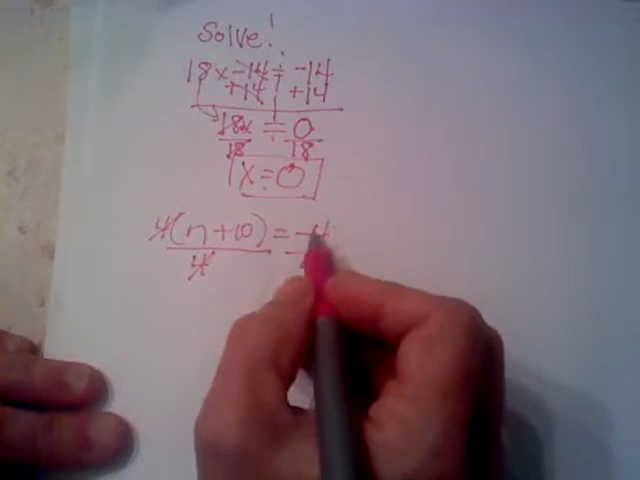 Solve!
18x -14 = -14
+14 +14
18x = 0
18 18
x = 0
4(n+10) = -4
4